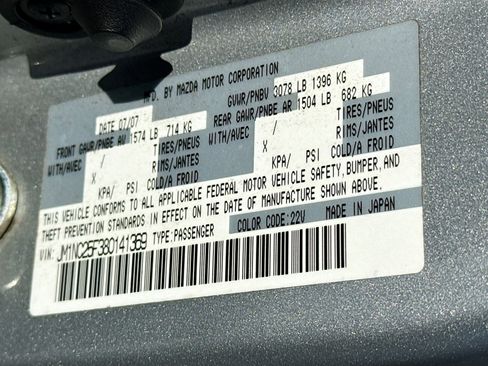 MFD. BY MAZDA MOTOR CORPORATION
DATE 07/07 GVWR/PNBV 3078 LB 1396 KG
FRONT GAWR/PNBE AV 1574 LB 714 KG REAR GAWR/PNBE AR 1504 LB 682 KG
WITH/AVEC / TIRES/PNEUS WITH/AVEC / TIRES/PNEUS
X RIMS/JANTES X RIMS/JANTES
KPA/ PSI COLD/A FROID KPA/ PSI COLD/A FROID
THIS VEHICLE CONFORMS TO ALL APPLICABLE FEDERAL MOTOR VEHICLE SAFETY, BUMPER, AND
THEFT PREVENTION STANDARDS IN EFFECT ON THE DATE OF MANUFACTURE SHOWN ABOVE.
VIN: JM1NC25F380141369 TYPE: PASSENGER COLOR CODE: 22V MADE IN JAPAN